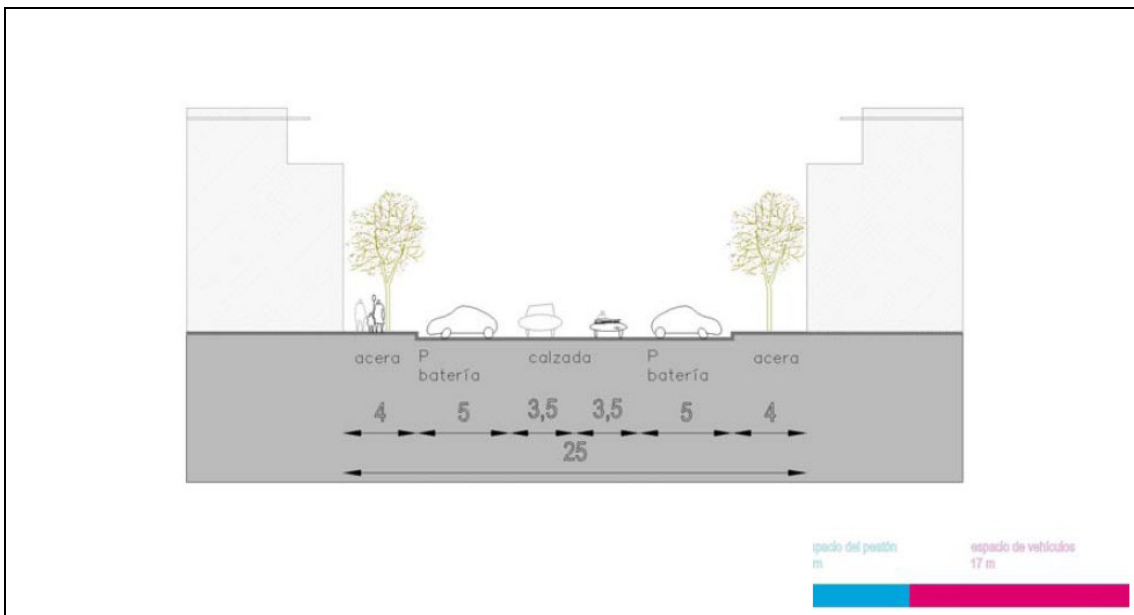 acera P calzada P acera
batería batería
4 5 3,5 3,5 5 4
25
del peatón espacio de vehículos
m 17 m